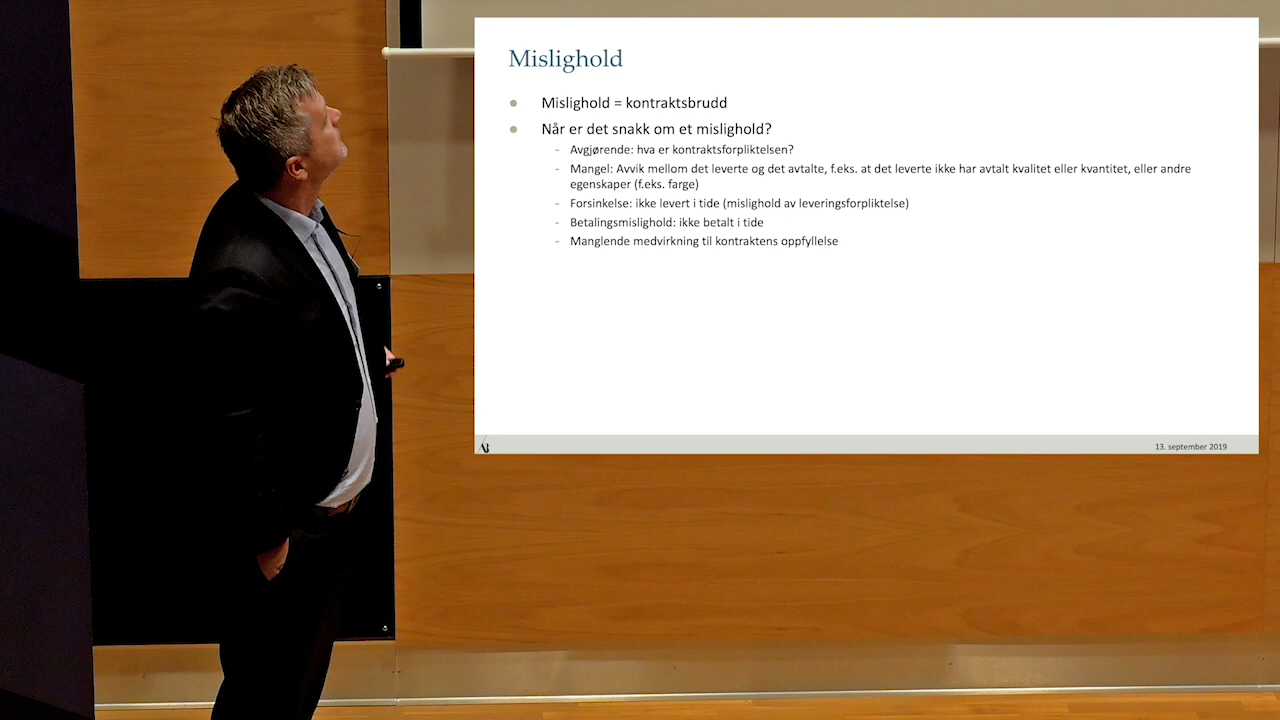 Mislighold
● Mislighold = kontraktsbrudd
● Når er det snakk om et mislighold?
- Avgjørende: hva er kontraktsforpliktelsen?
- Mangel: Avvik mellom det leverte og det avtalte, f.eks. at det leverte ikke har avtalt kvalitet eller kvantitet, eller andre
egenskaper (f.eks. farge)
- Forsinkelse: ikke levert i tide (mislighold av leveringsforpliktelse)
- Betalingsmislighold: ikke betalt i tide
- Manglende medvirkning til kontraktens oppfyllelse
AB
13. september 2019